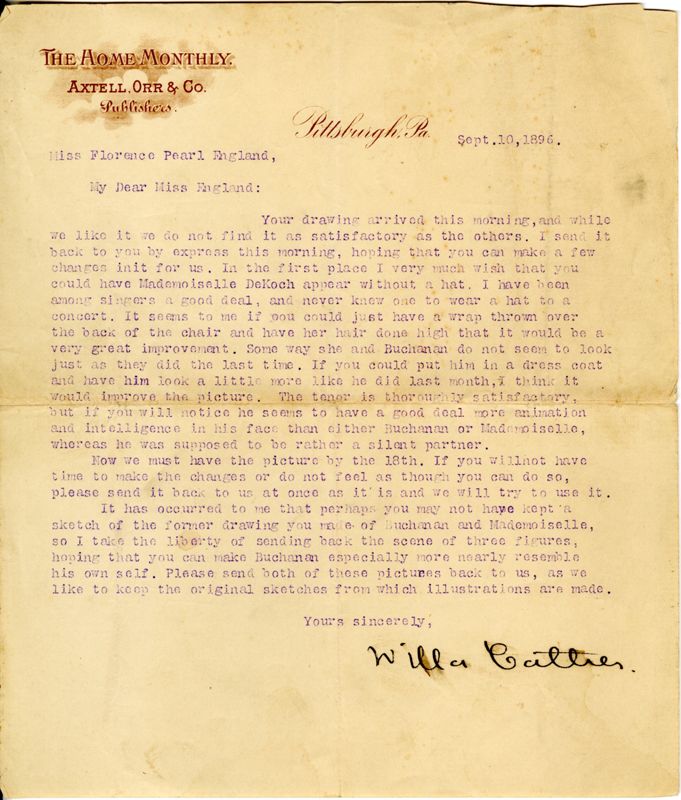 THE HOME MONTHLY.
AXTELL, ORR & CO.
Publishers.
Pittsburgh, Pa. Sept.10,1896.
Miss Florence Pearl England,
My Dear Miss England:
Your drawing arrived this morning,and while
we like it we do not find it as satisfactory as the others. I send it
back to you by express this morning, hoping that you can make a few
changes init for us. In the first place I very much wish that you
could have Mademoiselle DeKoch appear without a hat. I have been
among singers a good deal, and never knew one to wear a hat to a
concert. It seems to me if you could just have a wrap thrown over
the back of the chair and have her hair done high that it would be a
very great improvement. Some way she and Buchanan do not seem to look
just as they did the last time. If you could put him in a dress coat
and have him look a little more like he did last month,I think it
would improve the picture. The tenor is thoroughly satisfactory,
but if you will notice he seems to have a good deal more animation
and intelligence in his face than either Buchanan or Mademoiselle,
whereas he was supposed to be rather a silent partner.
Now we must have the picture by the 18th. If you willnot have
time to make the changes or do not feel as though you can do so,
please send it back to us at once as it is and we will try to use it.
It has occurred to me that perhaps you may not have kept a
sketch of the former drawing you made of Buchanan and Mademoiselle,
so I take the liberty of sending back the scene of three figures,
hoping that you can make Buchanan especially more nearly resemble
his own self. Please send both of these pictures back to us, as we
like to keep the original sketches from which illustrations are made.
Yours sincerely,
Willa Cather.